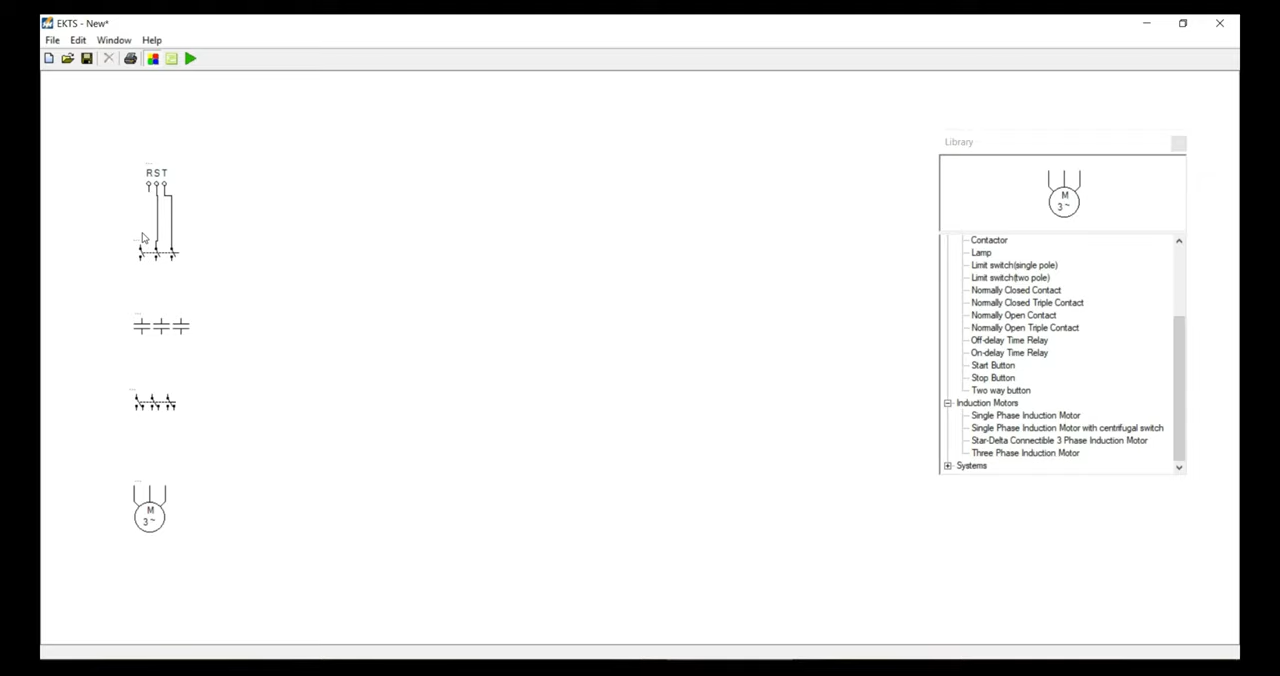 EKTS - New*
File Edit Window Help
R S T
M
3 ~
Library
M
3 ~
Contactor
Lamp
Limit switch(single pole)
Limit switch(two pole)
Normally Closed Contact
Normally Closed Triple Contact
Normally Open Contact
Normally Open Triple Contact
Off-delay Time Relay
On-delay Time Relay
Start Button
Stop Button
Two way button
Induction Motors
Single Phase Induction Motor
Single Phase Induction Motor with centrifugal switch
Star-Delta Connectible 3 Phase Induction Motor
Three Phase Induction Motor
Systems